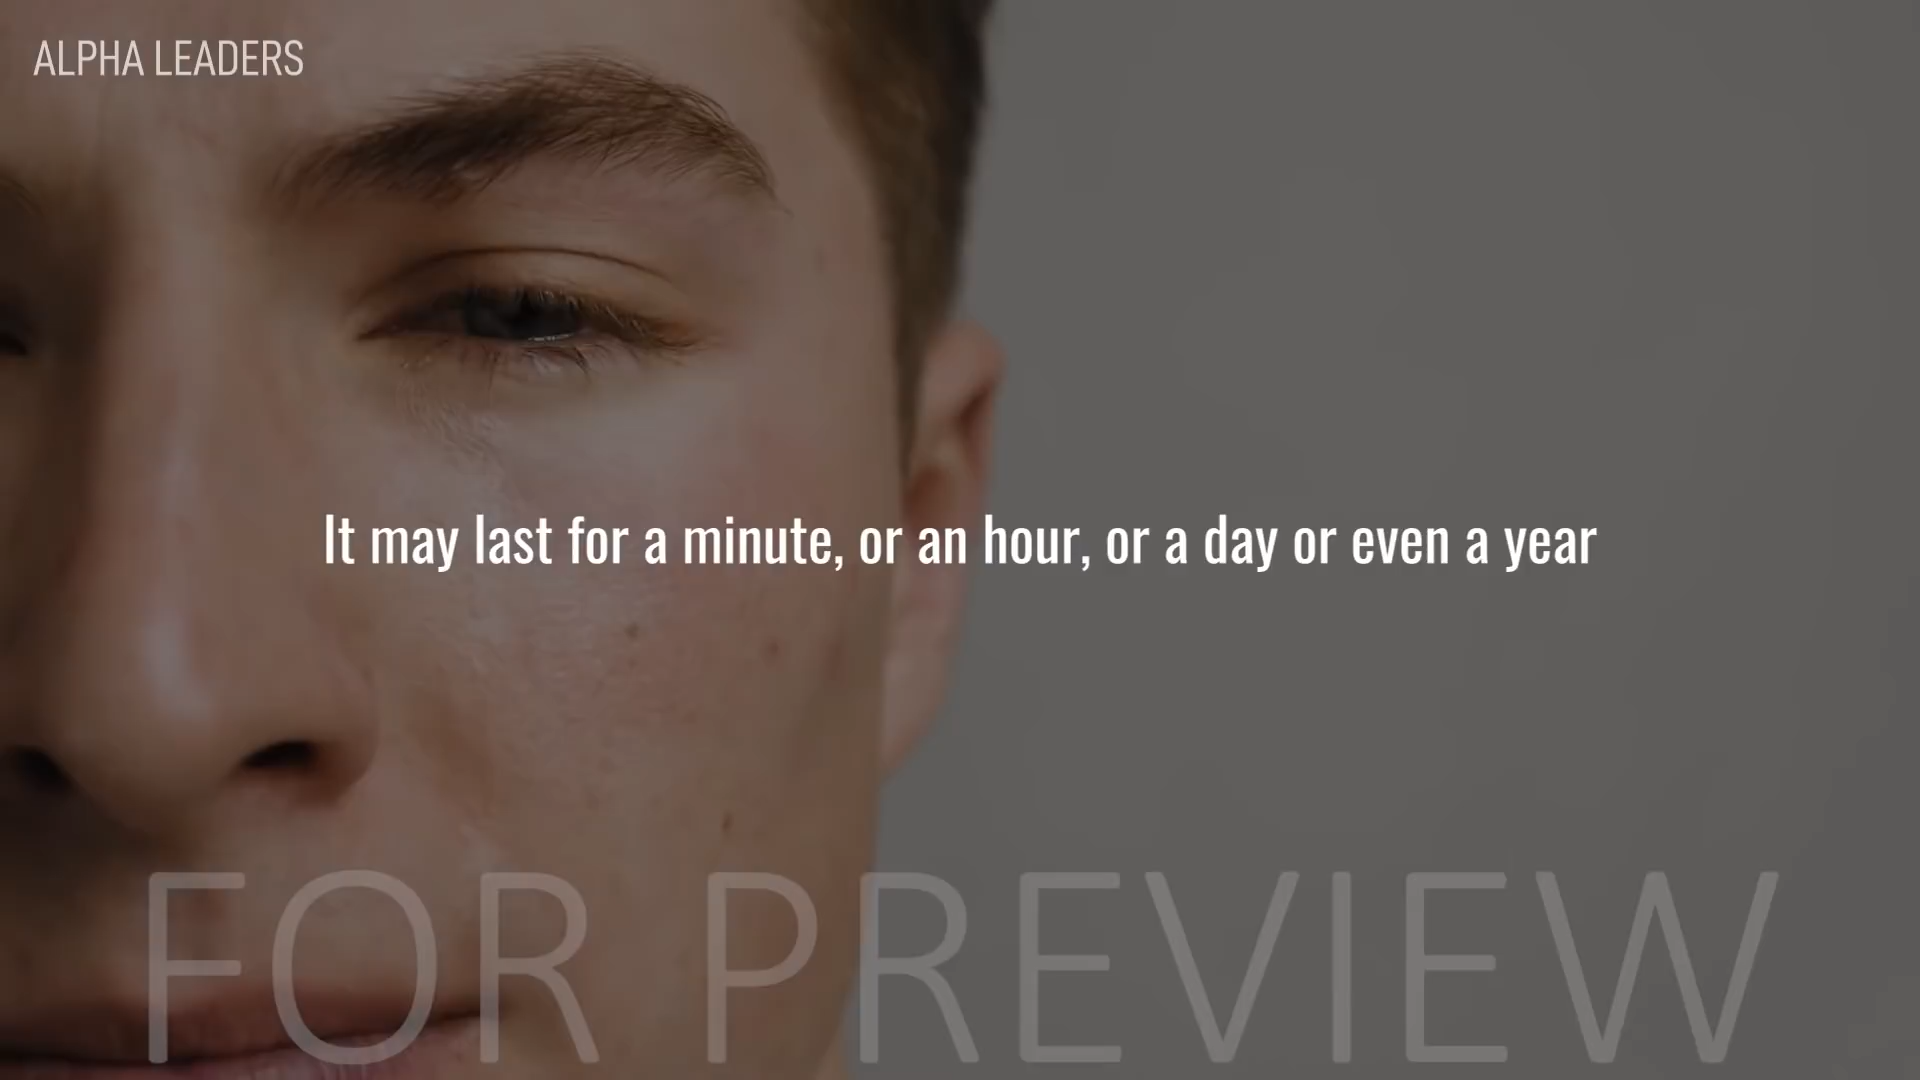 ALPHA LEADERS
It may last for a minute, or an hour, or a day or even a year
FOR PREVIEW